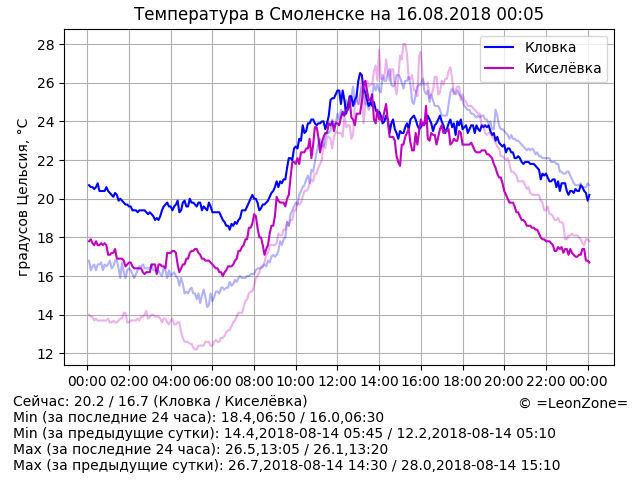 Температура в Смоленске на 16.08.2018 00:05
28
26
24
22
20
18
16
14
12
градусов Цельсия, °C
Кловка
Киселёвка
00:00 02:00 04:00 06:00 08:00 10:00 12:00 14:00 16:00 18:00 20:00 22:00 00:00
Сейчас: 20.2 / 16.7 (Кловка / Киселёвка)
© =LeonZone=
Min (за последние 24 часа): 18.4,06:50 / 16.0,06:30
Min (за предыдущие сутки): 14.4,2018-08-14 05:45 / 12.2,2018-08-14 05:10
Max (за последние 24 часа): 26.5,13:05 / 26.1,13:20
Max (за предыдущие сутки): 26.7,2018-08-14 14:30 / 28.0,2018-08-14 15:10